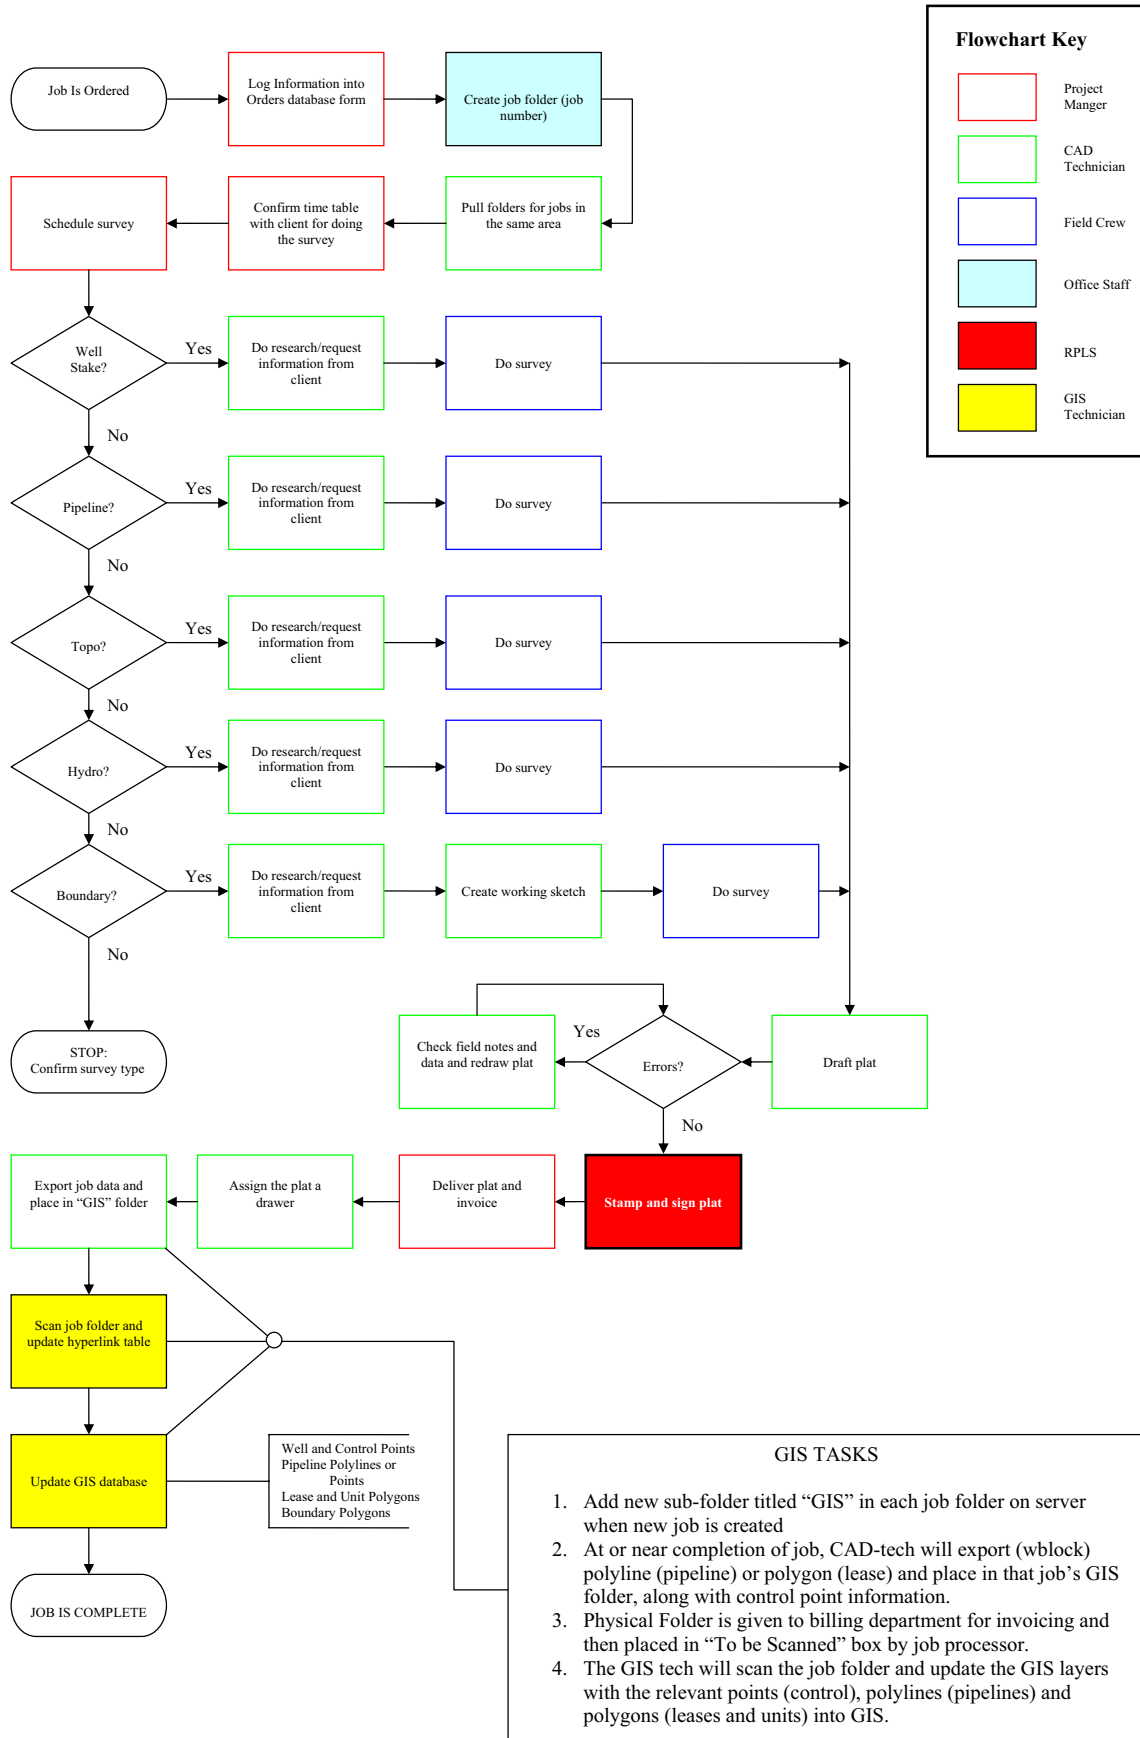 Flowchart Key
Project
Manger
CAD
Technician
Field Crew
Office Staff
RPLS
GIS
Technician
Job Is Ordered
Log Information into
Orders database form
Create job folder (job
number)
Schedule survey
Confirm time table
with client for doing
the survey
Pull folders for jobs in
the same area
Well
Stake?
Yes
Do research/request
information from
client
Do survey
No
Pipeline?
Yes
Do research/request
information from
client
Do survey
No
Topo?
Yes
Do research/request
information from
client
Do survey
No
Hydro?
Yes
Do research/request
information from
client
Do survey
No
Boundary?
Yes
Do research/request
information from
client
Create working sketch
Do survey
No
STOP:
Confirm survey type
Check field notes and
data and redraw plat
Yes
Errors?
Draft plat
No
Export job data and
place in “GIS” folder
Assign the plat a
drawer
Deliver plat and
invoice
Stamp and sign plat
Scan job folder and
update hyperlink table
Update GIS database
Well and Control Points
Pipeline Polylines or
Points
Lease and Unit Polygons
Boundary Polygons
JOB IS COMPLETE
GIS TASKS
1. Add new sub-folder titled “GIS” in each job folder on server
when new job is created
2. At or near completion of job, CAD-tech will export (wblock)
polyline (pipeline) or polygon (lease) and place in that job’s GIS
folder, along with control point information.
3. Physical Folder is given to billing department for invoicing and
then placed in “To be Scanned” box by job processor.
4. The GIS tech will scan the job folder and update the GIS layers
with the relevant points (control), polylines (pipelines) and
polygons (leases and units) into GIS.